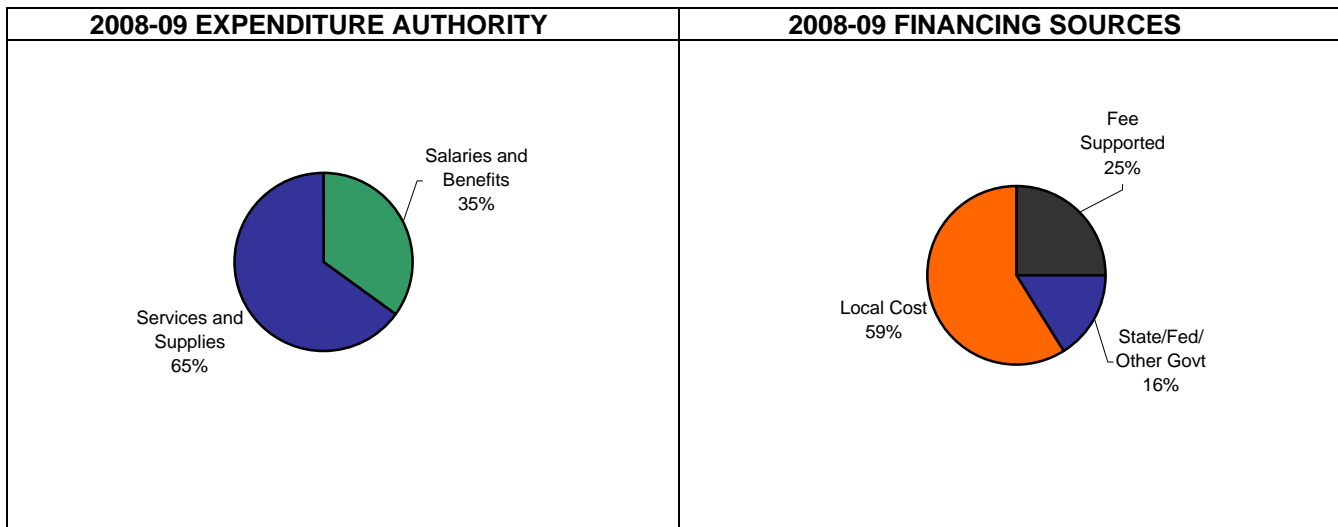 2008-09 EXPENDITURE AUTHORITY
Salaries and
Benefits
35%
Services and
Supplies
65%
2008-09 FINANCING SOURCES
Fee
Supported
25%
Local Cost
59%
State/Fed/
Other Govt
16%